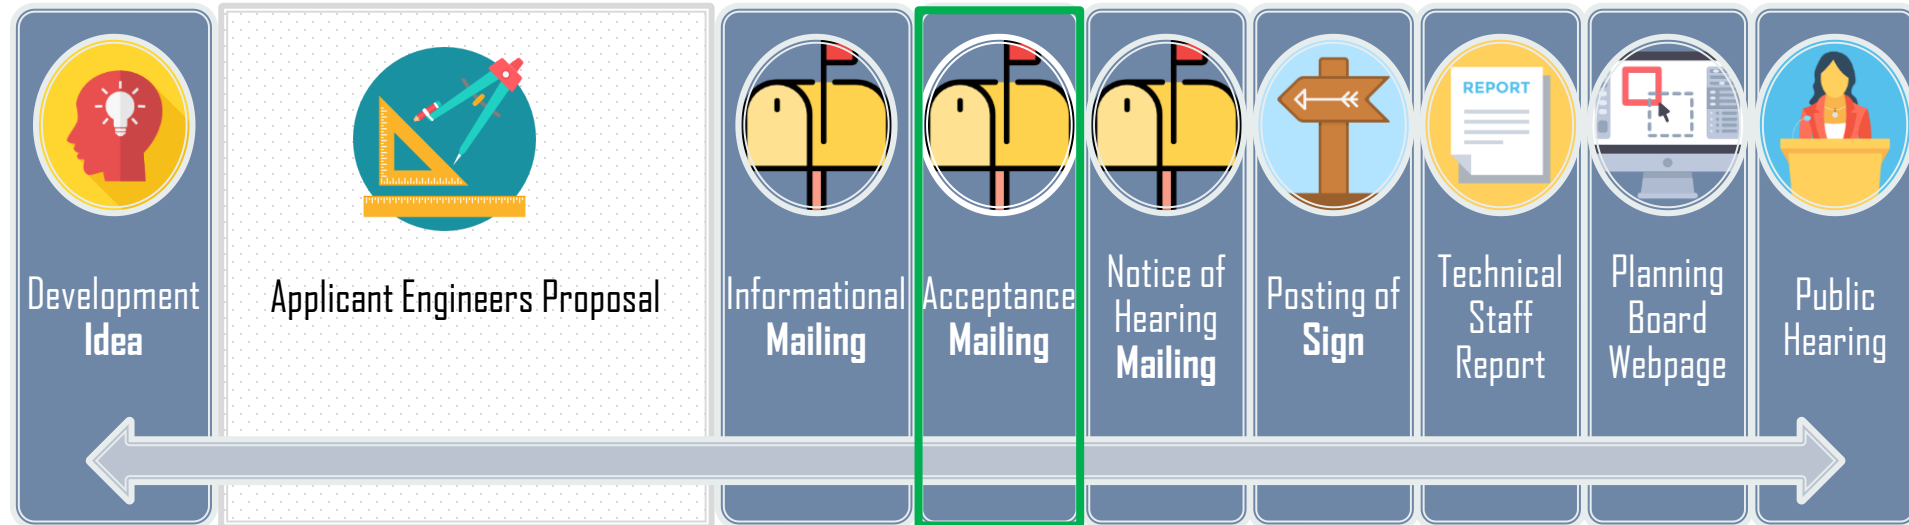 Development
Idea
Applicant Engineers Proposal
Informational
Mailing
Acceptance
Mailing
Notice of
Hearing
Mailing
Posting of
Sign
REPORT
Technical
Staff
Report
Planning
Board
Webpage
Public
Hearing